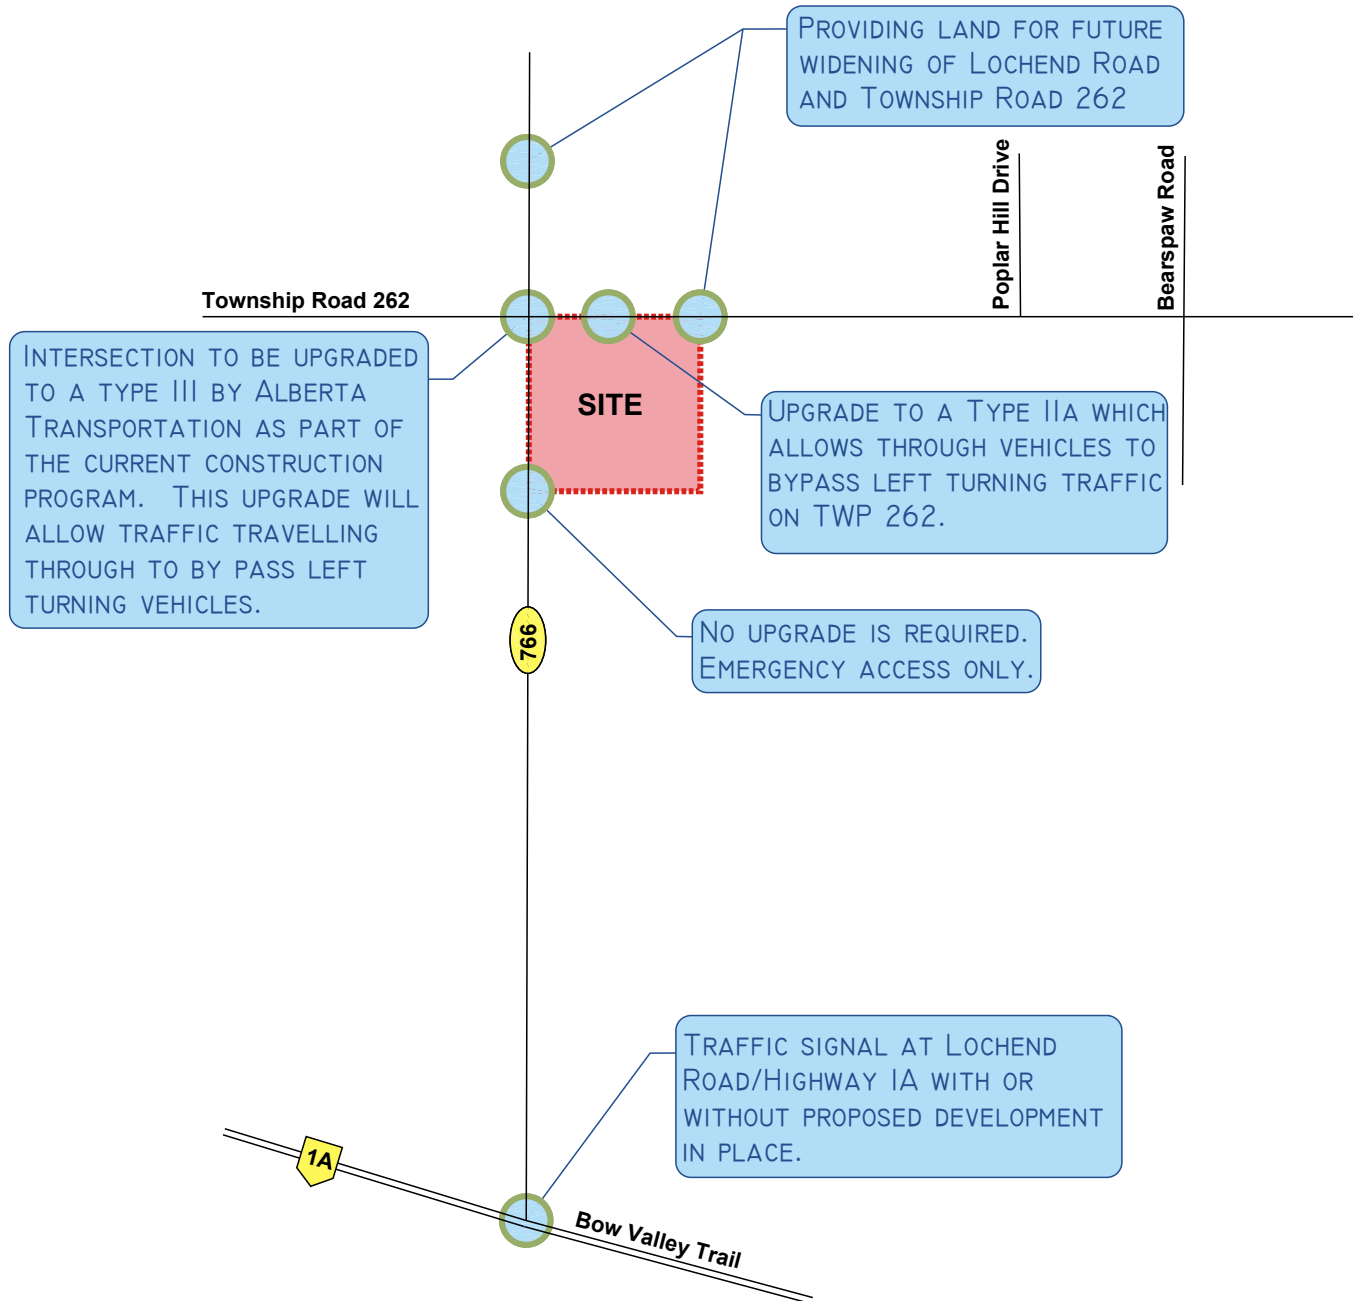 PROVIDING LAND FOR FUTURE
WIDENING OF LOCHEND ROAD
AND TOWNSHIP ROAD 262
Poplar Hill Drive
Bearspaw Road
Township Road 262
INTERSECTION TO BE UPGRADED
TO A TYPE III BY ALBERTA
TRANSPORTATION AS PART OF
THE CURRENT CONSTRUCTION
PROGRAM. THIS UPGRADE WILL
ALLOW TRAFFIC TRAVELLING
THROUGH TO BY PASS LEFT
TURNING VEHICLES.
SITE
UPGRADE TO A TYPE IIA WHICH
ALLOWS THROUGH VEHICLES TO
BYPASS LEFT TURNING TRAFFIC
ON TWP 262.
766
NO UPGRADE IS REQUIRED.
EMERGENCY ACCESS ONLY.
TRAFFIC SIGNAL AT LOCHEND
ROAD/HIGHWAY 1A WITH OR
WITHOUT PROPOSED DEVELOPMENT
IN PLACE.
1A
Bow Valley Trail